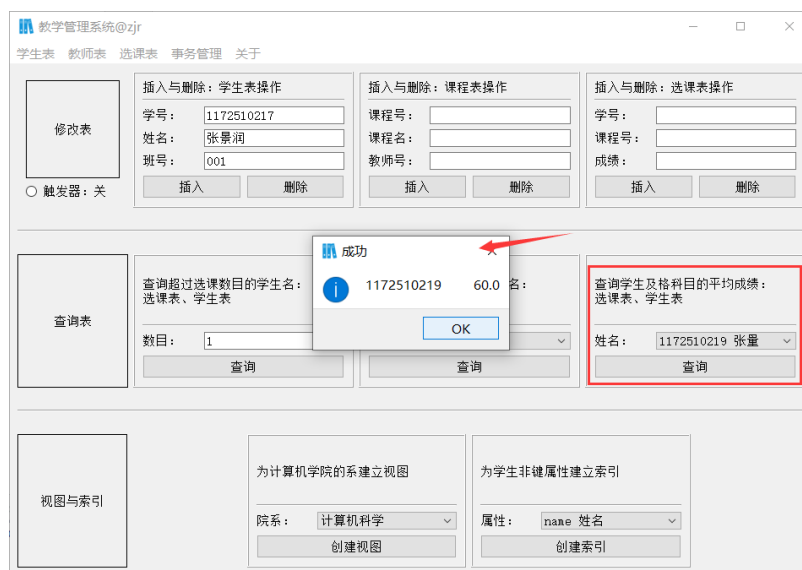 教学管理系统@zjr
学生表 教师表 选课表 事务管理 关于
修改表
触发器：关
插入与删除：学生表操作
学号： 1172510217
姓名： 张景润
班号： 001
插入 删除
插入与删除：课程表操作
课程号：
课程名：
教师号：
插入 删除
插入与删除：选课表操作
学号：
课程号：
成绩：
插入 删除
查询表
查询超过选课数目的学生名：
选课表、学生表
数目： 1
查询
成功
1172510219 60.0
OK
名：
查询
查询学生及格科目的平均成绩：
选课表、学生表
姓名： 1172510219 张量
查询
视图与索引
为计算机学院的系建立视图
院系： 计算机科学
创建视图
为学生非键属性建立索引
属性： name 姓名
创建索引